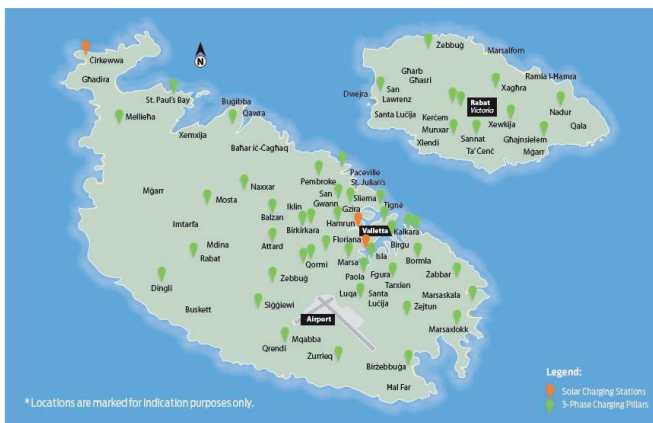 Ċirkewwa
Għadira
St. Paul's Bay
Mellieħa
Buġibba
Qawra
Xemxija
Baħar iċ-Ċagħaq
Paceville
Pembroke
St. Julian's
Naxxar
San
Gwann
Sliema
Mġarr
Mosta
Iklin
Gzira
Tignè
Balzan
Birkirkara
Hamrun
Valletta
Kalkara
Imtarfa
Floriana
Birgu
Mdina
Attard
Isla
Bormla
Rabat
Qormi
Marsa
Żebbuġ
Paola
Fgura
Żabbar
Tarxien
Dingli
Luqa
Santa
Luċija
Marsaskala
Siġġiewi
Żejtun
Buskett
Airport
Marsaxlokk
Mqabba
Qrendi
Żurrieq
Birżebbuġa
Hal Far
Żebbuġ
Marsalforn
Għarb
Għasri
Ramla l-Ħamra
Dwejra
San
Lawrenz
Xagħra
Rabat
Victoria
Nadur
Santa Luċija
Kerċem
Xewkija
Qala
Munxar
Sannat
Għajnsielem
Xlendi
Ta' Ċenċ
Mġarr
N
Legend:
Solar Charging Stations
3-Phase Charging Pillars
* Locations are marked for indication purposes only.